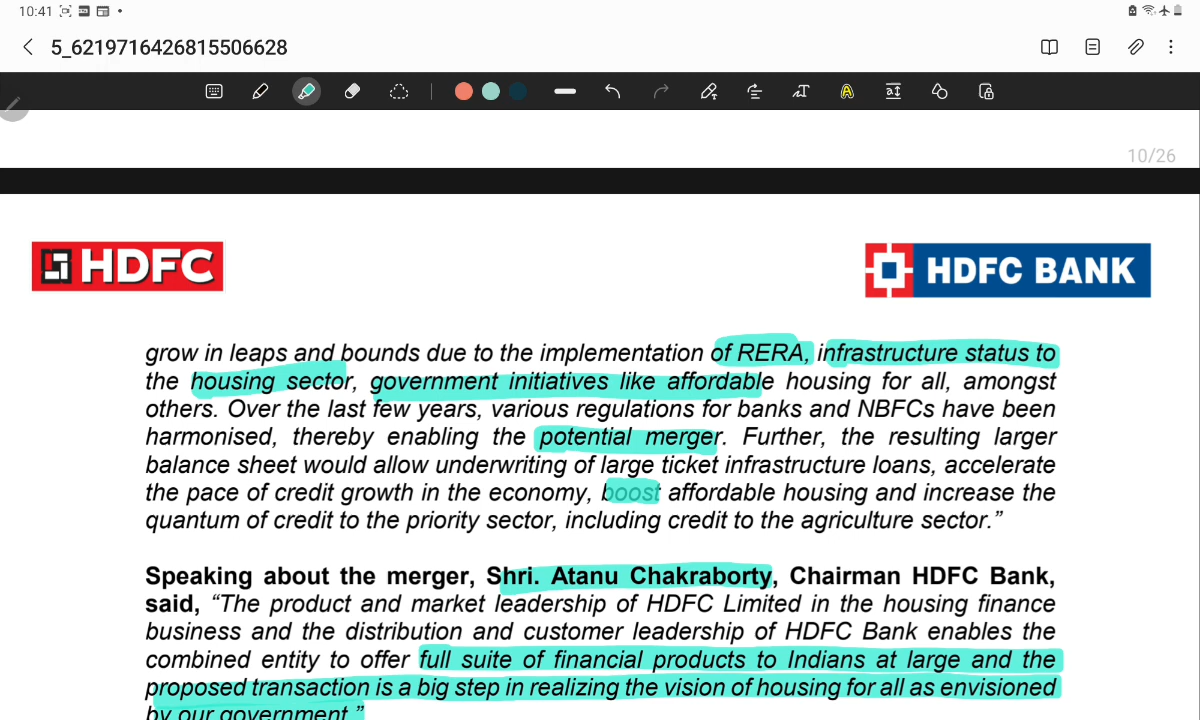 10:41
5_6219716426815506628
10/26
HDFC
HDFC BANK
grow in leaps and bounds due to the implementation of RERA, infrastructure status to
the housing sector, government initiatives like affordable housing for all, amongst
others. Over the last few years, various regulations for banks and NBFCs have been
harmonised, thereby enabling the potential merger. Further, the resulting larger
balance sheet would allow underwriting of large ticket infrastructure loans, accelerate
the pace of credit growth in the economy, boost affordable housing and increase the
quantum of credit to the priority sector, including credit to the agriculture sector.”
Speaking about the merger, Shri. Atanu Chakraborty, Chairman HDFC Bank,
said, “The product and market leadership of HDFC Limited in the housing finance
business and the distribution and customer leadership of HDFC Bank enables the
combined entity to offer full suite of financial products to Indians at large and the
proposed transaction is a big step in realizing the vision of housing for all as envisioned
by our government.”